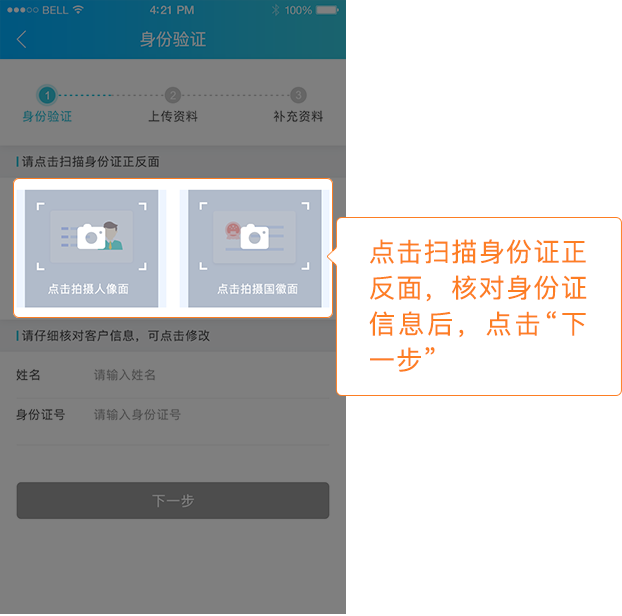 BELL 4:21 PM 100%
身份验证
1 2 3
身份验证 上传资料 补充资料
请点击扫描身份证正反面
点击拍摄人像面 点击拍摄国徽面
点击扫描身份证正
反面，核对身份证
信息后，点击“下
一步”
请仔细核对客户信息，可点击修改
姓名 请输入姓名
身份证号 请输入身份证号
下一步